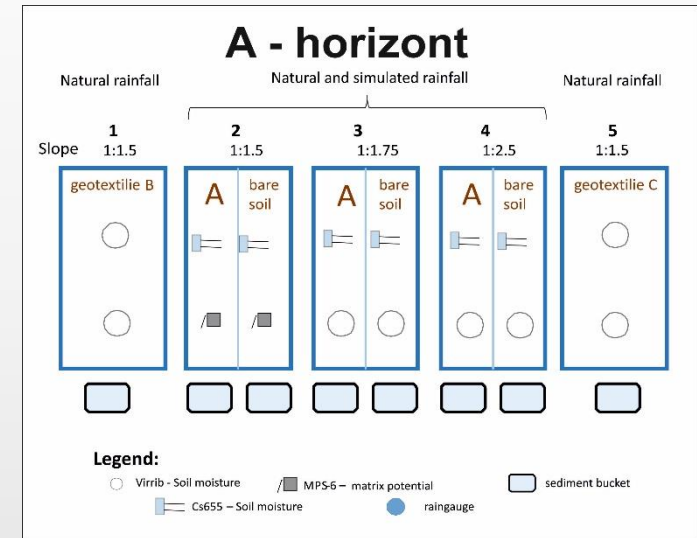 A - horizont
Natural rainfall
Natural and simulated rainfall
Natural rainfall
1 2 3 4 5
Slope 1:1.5 1:1.5 1:1.75 1:2.5 1:1.5
geotextilie B
A
bare
soil
A
bare
soil
A
bare
soil
geotextilie C
Legend:
Virrib - Soil moisture
MPS-6 – matrix potential
sediment bucket
Cs655 – Soil moisture
raingauge